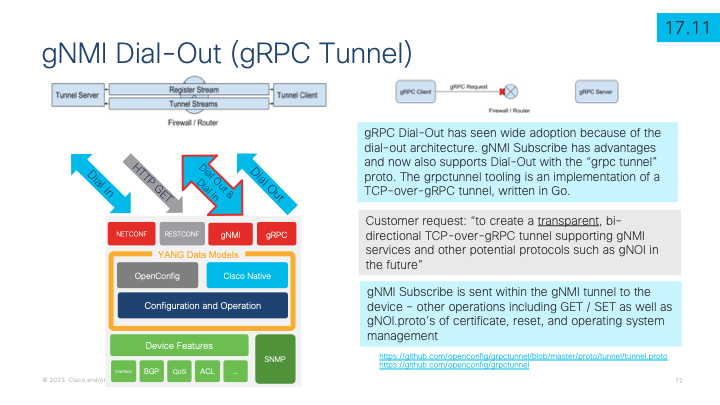 17.11
gNMI Dial-Out (gRPC Tunnel)
Tunnel Server
Register Stream
Tunnel Streams
Tunnel Client
Firewall / Router
gRPC Client
gRPC Request
gRPC Server
Firewall / Router
gRPC Dial-Out has seen wide adoption because of the
dial-out architecture. gNMI Subscribe has advantages
and now also supports Dial-Out with the “grpc tunnel”
proto. The grpctunnel tooling is an implementation of a
TCP-over-gRPC tunnel, written in Go.
Customer request: “to create a transparent, bi-
directional TCP-over-gRPC tunnel supporting gNMI
services and other potential protocols such as gNOI in
the future”
gNMI Subscribe is sent within the gNMI tunnel to the
device – other operations including GET / SET as well as
gNOI.proto's of certificate, reset, and operating system
management
https://github.com/openconfig/grpctunnel/blob/master/proto/tunnel/tunnel.proto
https://github.com/openconfig/grpctunnel
Dial In
HTTP GET
Dial Out &
Dial In
Dial Out
NETCONF
RESTCONF
gNMI
gRPC
YANG Data Models
OpenConfig
Cisco Native
Configuration and Operation
Device Features
SNMP
Interface
BGP
QoS
ACL
...
© 2023 Cisco and/or
72